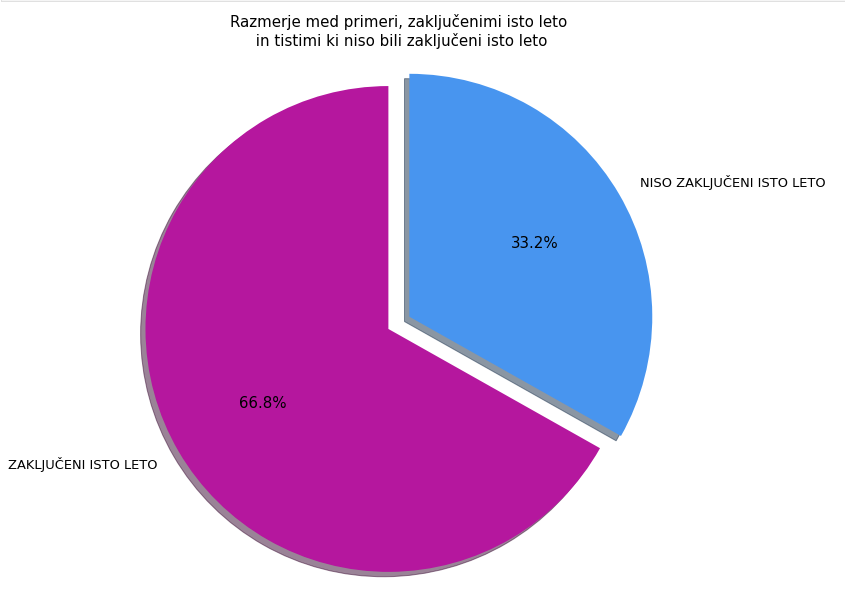 Razmerje med primeri, zaključenimi isto leto
in tistimi ki niso bili zaključeni isto leto
NISO ZAKLJUČENI ISTO LETO
33.2%
66.8%
ZAKLJUČENI ISTO LETO